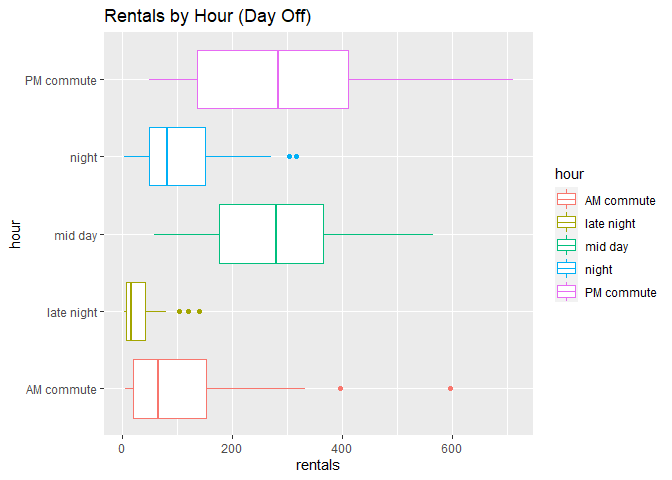 Rentals by Hour (Day Off)
PM commute
night
mid day
late night
AM commute
hour
0
200
400
600
rentals
hour
AM commute
late night
mid day
night
PM commute